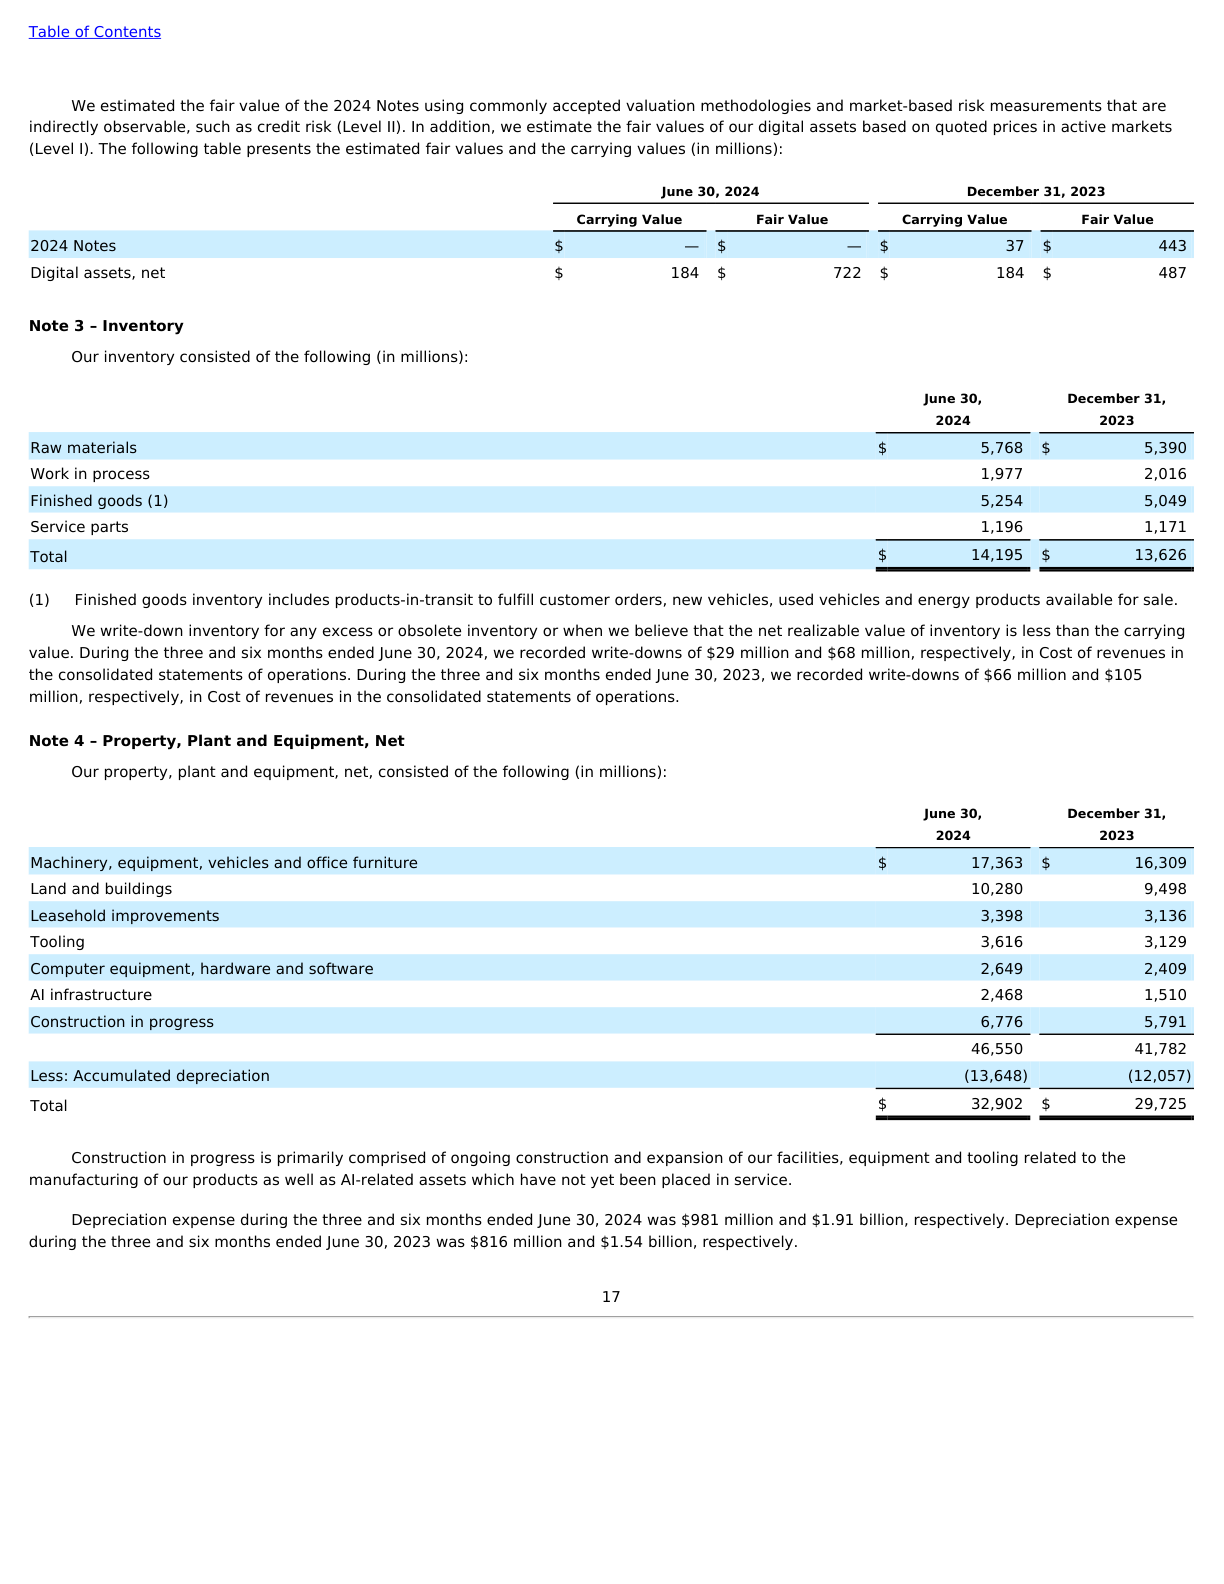 Table of Contents
We estimated the fair value of the 2024 Notes using commonly accepted valuation methodologies and market-based risk measurements that are
indirectly observable, such as credit risk (Level II). In addition, we estimate the fair values of our digital assets based on quoted prices in active markets
(Level I). The following table presents the estimated fair values and the carrying values (in millions):
June 30, 2024 December 31, 2023
Carrying Value Fair Value Carrying Value Fair Value
2024 Notes $ — $ — $ 37 $ 443
Digital assets, net $ 184 $ 722 $ 184 $ 487
Note 3 – Inventory
Our inventory consisted of the following (in millions):
June 30, December 31,
2024 2023
Raw materials $ 5,768 $ 5,390
Work in process 1,977 2,016
Finished goods (1) 5,254 5,049
Service parts 1,196 1,171
Total $ 14,195 $ 13,626
(1) Finished goods inventory includes products-in-transit to fulfill customer orders, new vehicles, used vehicles and energy products available for sale.
We write-down inventory for any excess or obsolete inventory or when we believe that the net realizable value of inventory is less than the carrying
value. During the three and six months ended June 30, 2024, we recorded write-downs of $29 million and $68 million, respectively, in Cost of revenues in
the consolidated statements of operations. During the three and six months ended June 30, 2023, we recorded write-downs of $66 million and $105
million, respectively, in Cost of revenues in the consolidated statements of operations.
Note 4 – Property, Plant and Equipment, Net
Our property, plant and equipment, net, consisted of the following (in millions):
June 30, December 31,
2024 2023
Machinery, equipment, vehicles and office furniture $ 17,363 $ 16,309
Land and buildings 10,280 9,498
Leasehold improvements 3,398 3,136
Tooling 3,616 3,129
Computer equipment, hardware and software 2,649 2,409
AI infrastructure 2,468 1,510
Construction in progress 6,776 5,791
46,550 41,782
Less: Accumulated depreciation (13,648) (12,057)
Total $ 32,902 $ 29,725
Construction in progress is primarily comprised of ongoing construction and expansion of our facilities, equipment and tooling related to the
manufacturing of our products as well as AI-related assets which have not yet been placed in service.
Depreciation expense during the three and six months ended June 30, 2024 was $981 million and $1.91 billion, respectively. Depreciation expense
during the three and six months ended June 30, 2023 was $816 million and $1.54 billion, respectively.
17